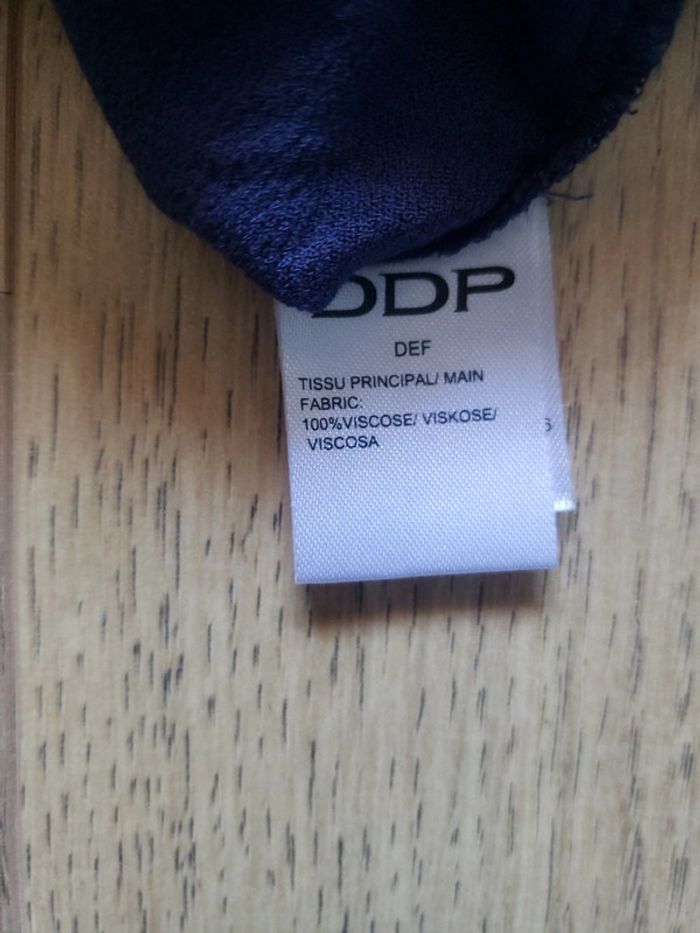 DDP
DEF
TISSU PRINCIPAL/ MAIN
FABRIC:
100%VISCOSE/ VISKOSE/
VISCOSA